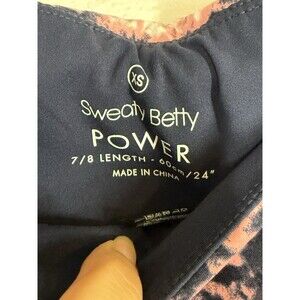 XS
Sweaty Betty
POWER
7/8 LENGTH - 60cm/24"
MADE IN CHINA